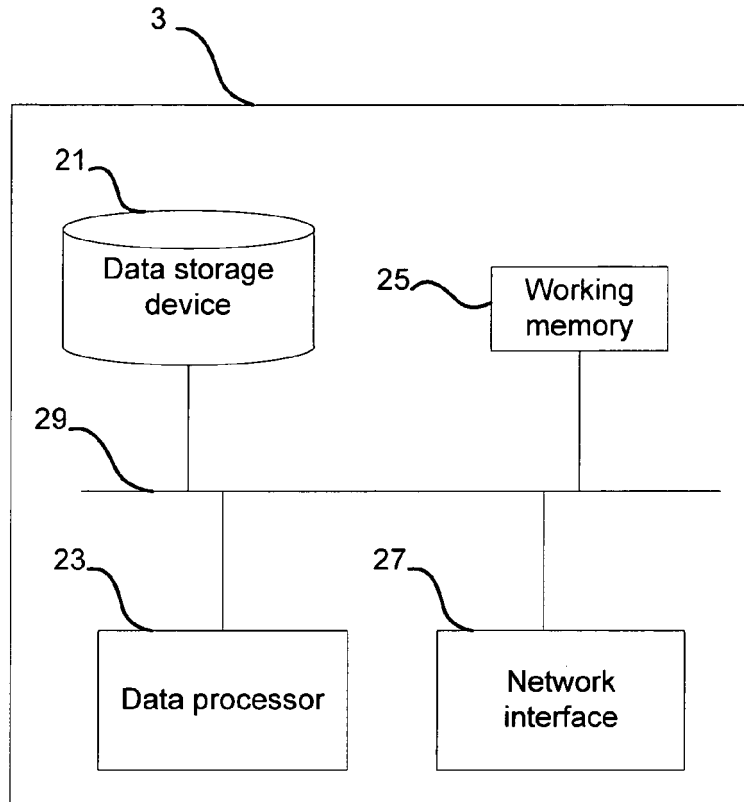 3
21
Data storage
device
25
Working
memory
29
23
27
Data processor
Network
interface